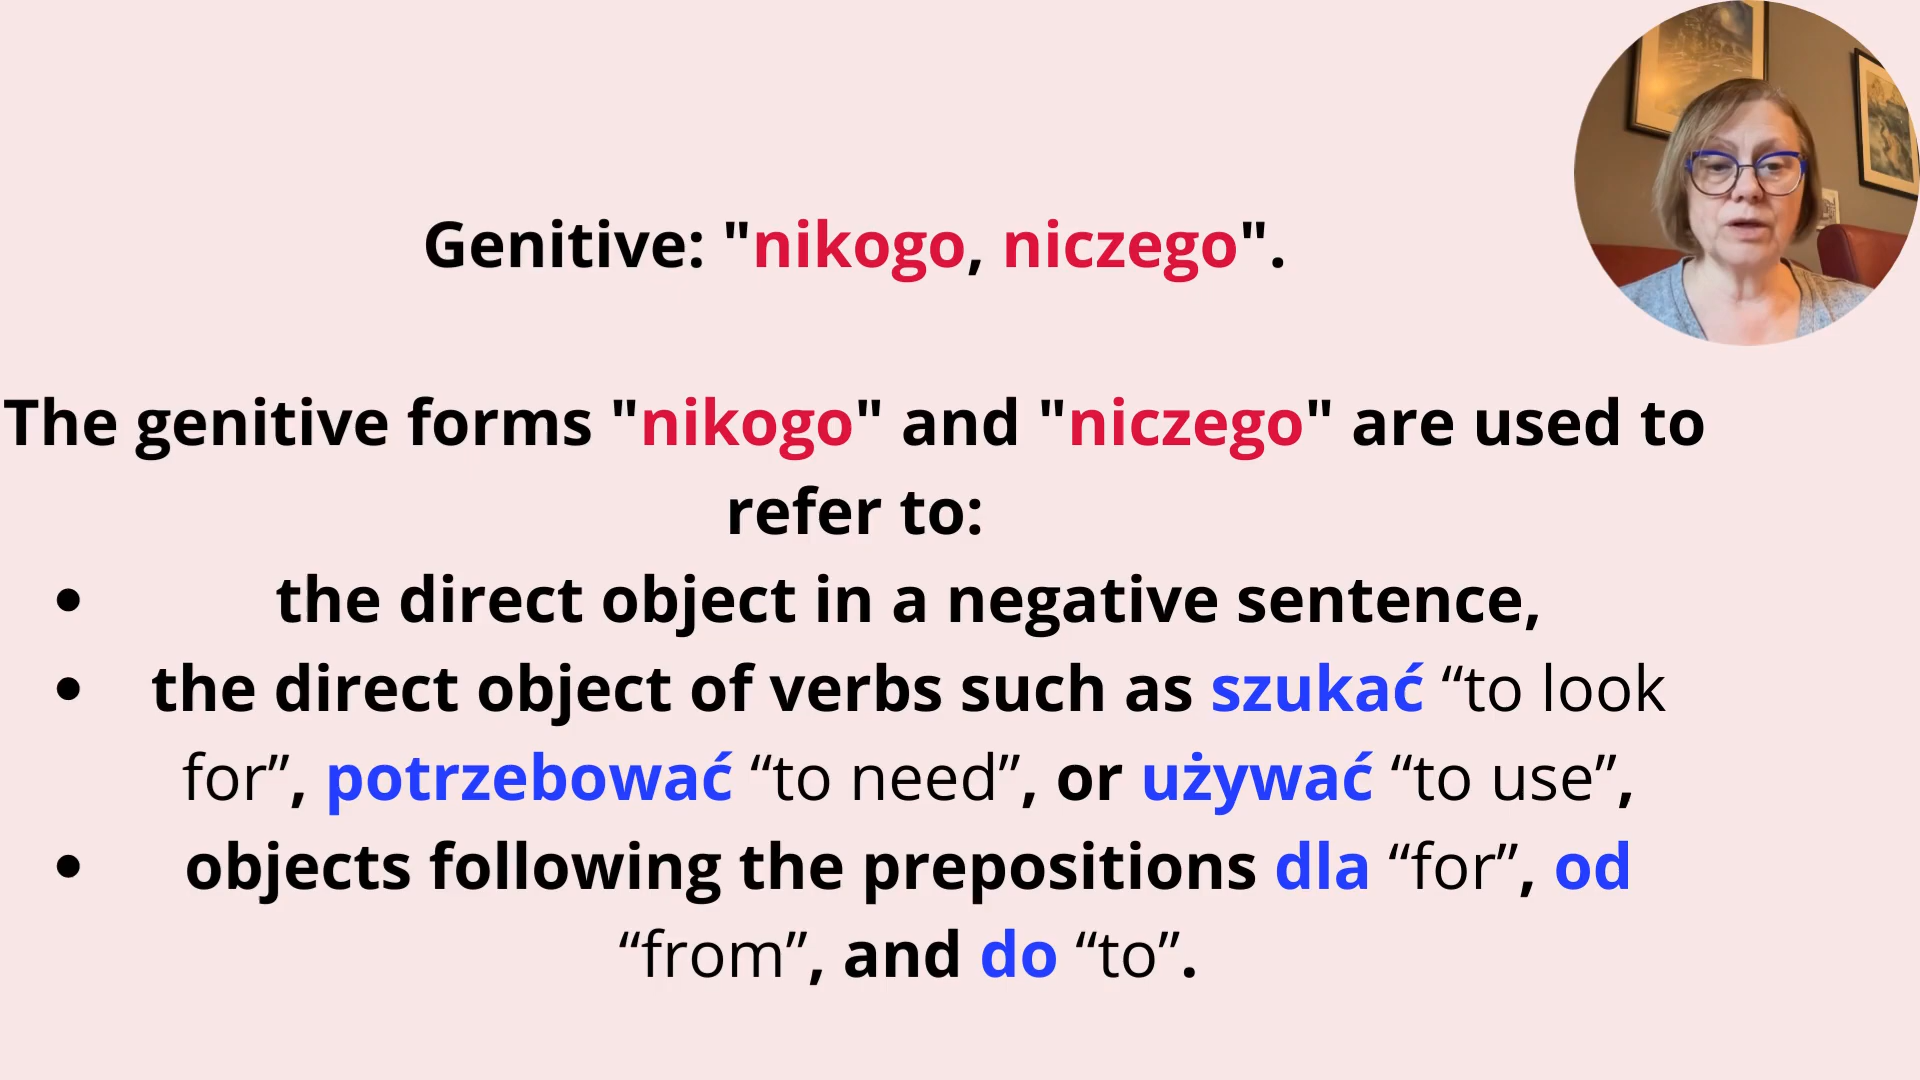 Genitive: "nikogo, niczego".
The genitive forms "nikogo" and "niczego" are used to
refer to:
• the direct object in a negative sentence,
• the direct object of verbs such as szukać “to look
for”, potrzebować “to need”, or używać “to use”,
• objects following the prepositions dla “for”, od
“from”, and do “to”.